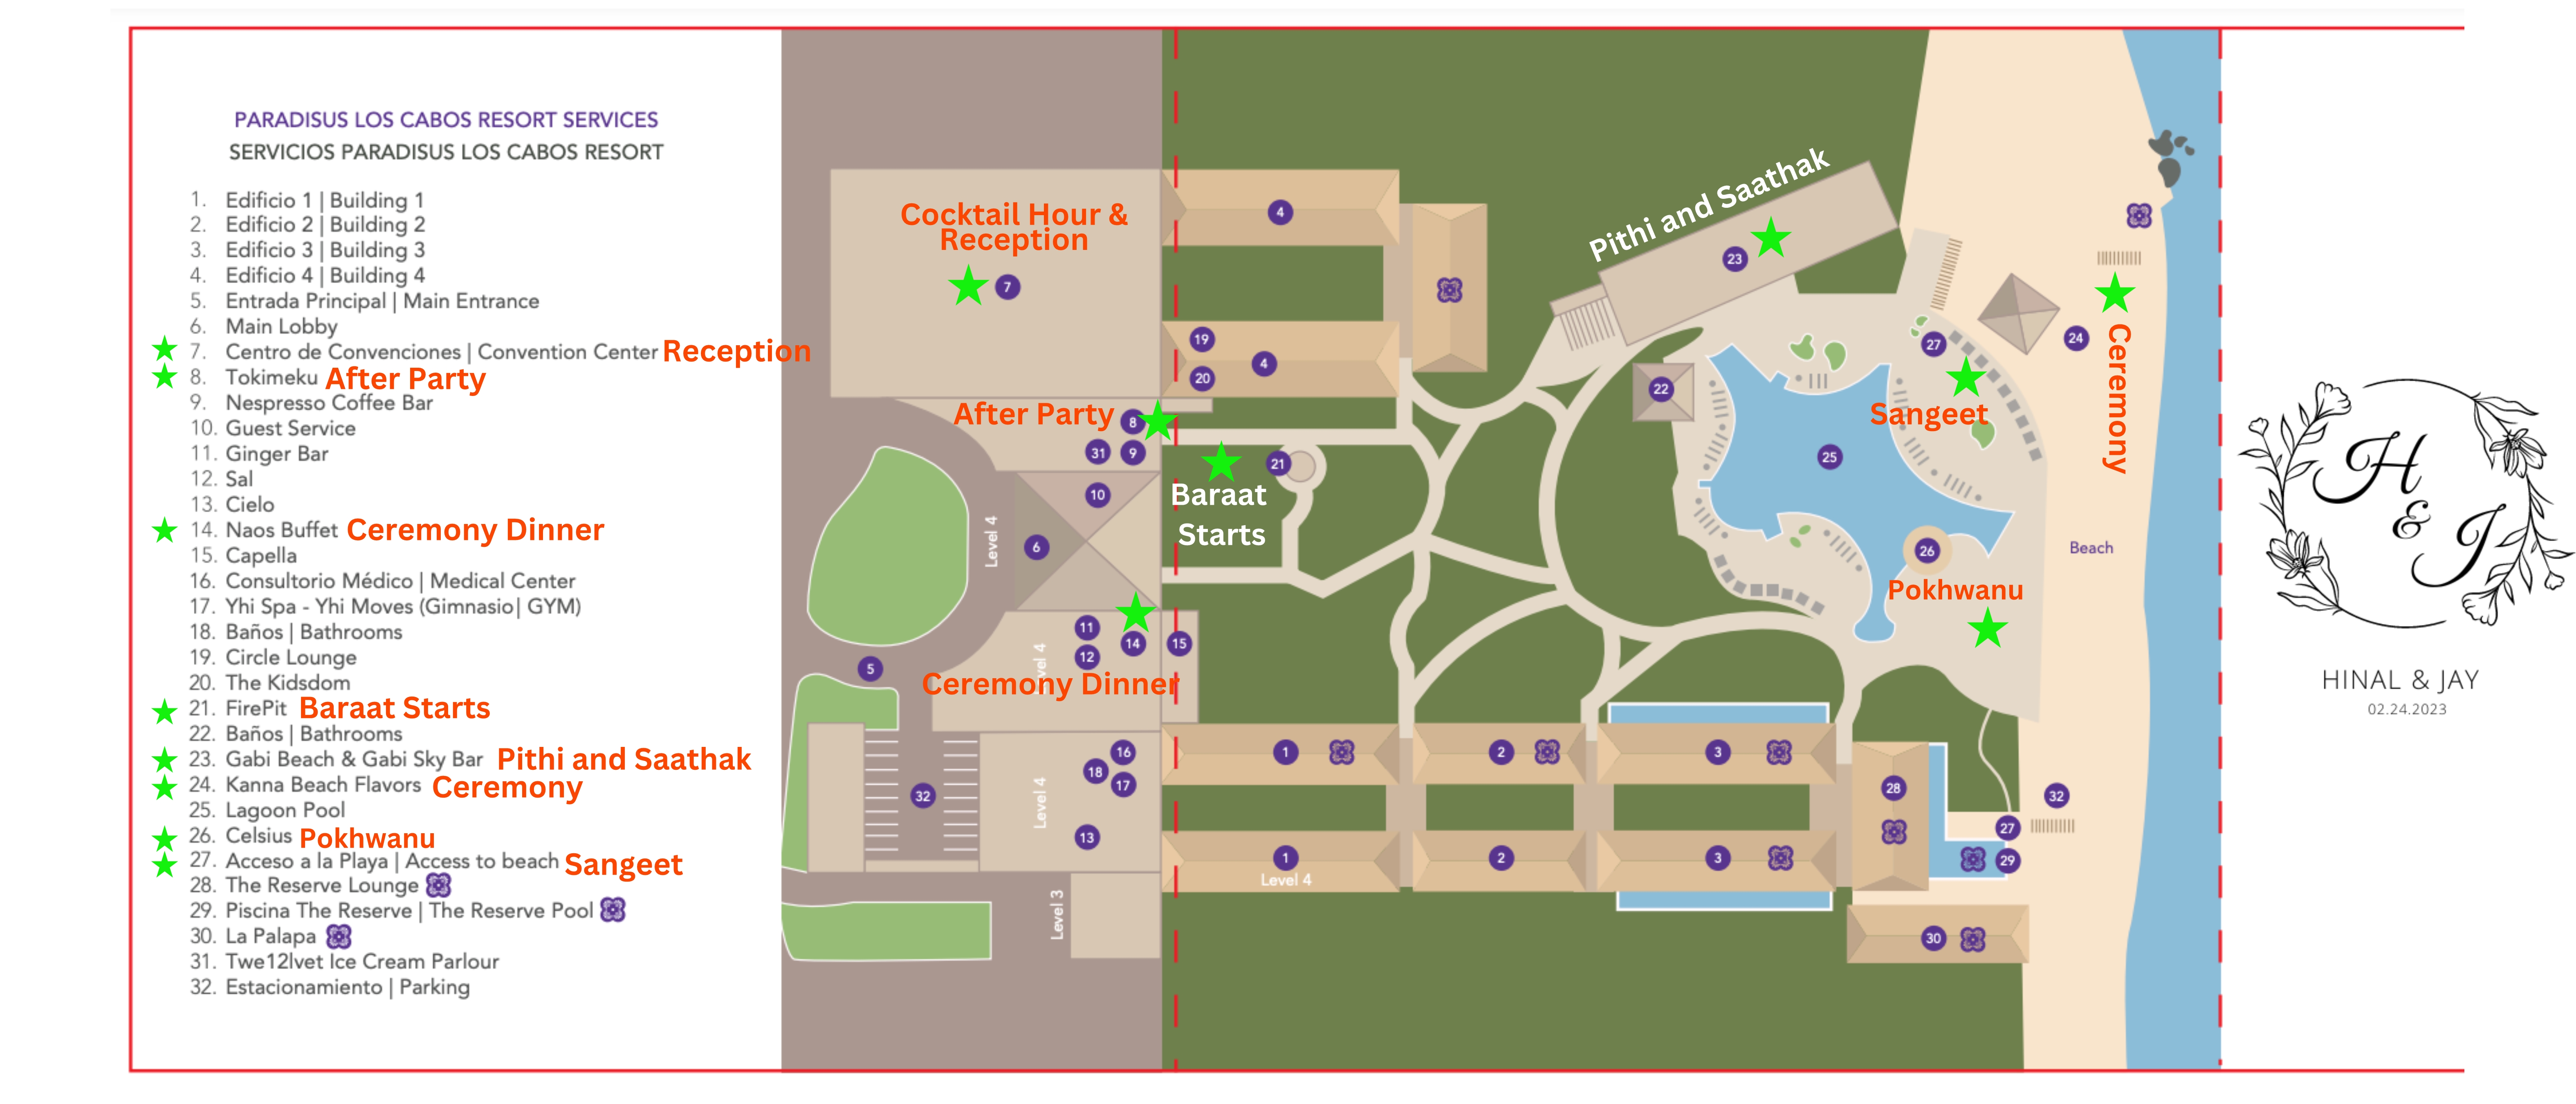 PARADISUS LOS CABOS RESORT SERVICES
SERVICIOS PARADISUS LOS CABOS RESORT
1. Edificio 1 | Building 1
2. Edificio 2 | Building 2
3. Edificio 3 | Building 3
4. Edificio 4 | Building 4
5. Entrada Principal | Main Entrance
6. Main Lobby
7. Centro de Convenciones | Convention Center Reception
8. Tokimeku After Party
9. Nespresso Coffee Bar
10. Guest Service
11. Ginger Bar
12. Sal
13. Cielo
14. Naos Buffet Ceremony Dinner
15. Capella
16. Consultorio Médico | Medical Center
17. Yhi Spa - Yhi Moves (Gimnasio | GYM)
18. Baños | Bathrooms
19. Circle Lounge
20. The Kidsdom
21. FirePit Baraat Starts
22. Baños | Bathrooms
23. Gabi Beach & Gabi Sky Bar Pithi and Saathak
24. Kanna Beach Flavors Ceremony
25. Lagoon Pool
26. Celsius Pokhwanu
27. Acceso a la Playa | Access to beach Sangeet
28. The Reserve Lounge
29. Piscina The Reserve | The Reserve Pool
30. La Palapa
31. Twe12lvet Ice Cream Parlour
32. Estacionamiento | Parking
Cocktail Hour &
Reception
7
4
19
4
20
After Party
8
31
9
10
Level 4
6
21
Baraat
Starts
5
11
14
15
12
Level 4
Ceremony Dinner
16
18
17
32
Level 4
13
Level 3
1
2
3
1
2
3
Level 4
Pithi and Saathak
23
22
25
27
24
Sangeet
Ceremony
26
Pokhwanu
Beach
28
32
27
29
30
H
&
J
HINAL & JAY
02.24.2023